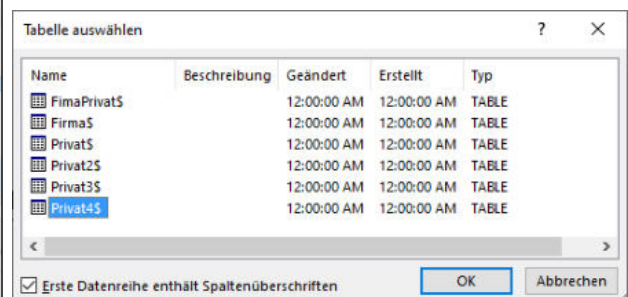 Tabelle auswählen ? ×
Name Beschreibung Geändert Erstellt Typ
FimaPrivat$ 12:00:00 AM 12:00:00 AM TABLE
Firma$ 12:00:00 AM 12:00:00 AM TABLE
Privat$ 12:00:00 AM 12:00:00 AM TABLE
Privat2$ 12:00:00 AM 12:00:00 AM TABLE
Privat3$ 12:00:00 AM 12:00:00 AM TABLE
Privat4$ 12:00:00 AM 12:00:00 AM TABLE
Erste Datenreihe enthält Spaltenüberschriften OK Abbrechen